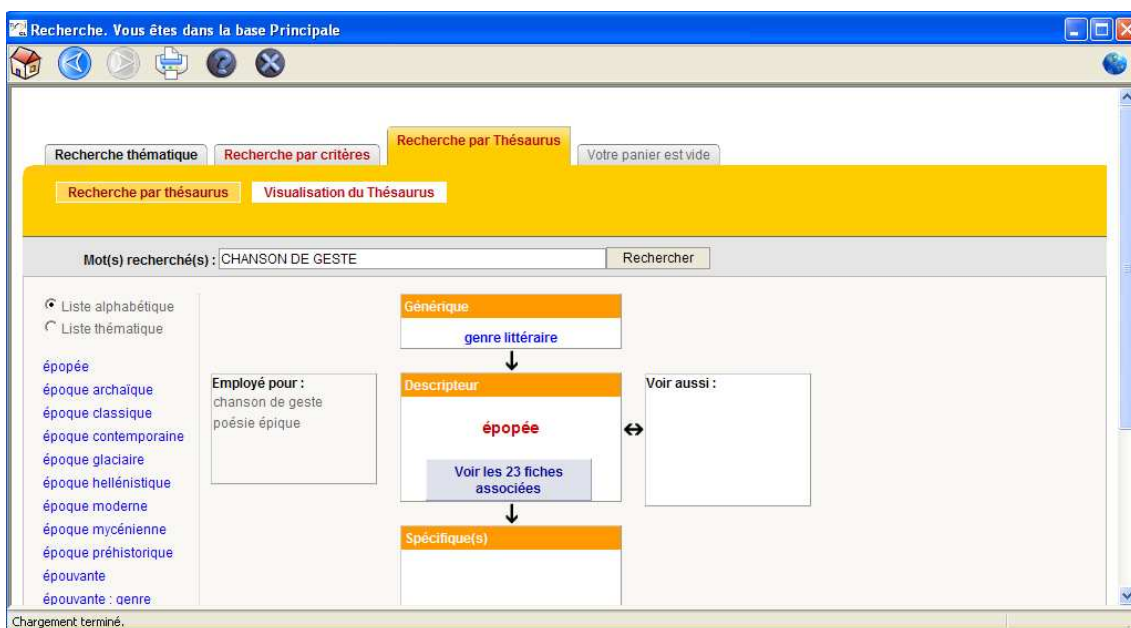 Recherche. Vous êtes dans la base Principale
Recherche thématique
Recherche par critères
Recherche par Thésaurus
Votre panier est vide
Recherche par thésaurus
Visualisation du Thésaurus
Mot(s) recherché(s) : CHANSON DE GESTE
Rechercher
Liste alphabétique
Liste thématique
épopée
époque archaïque
époque classique
époque contemporaine
époque glaciaire
époque hellénistique
époque moderne
époque mycénienne
époque préhistorique
épouvante
épouvante : genre
Employé pour :
chanson de geste
poésie épique
Générique
genre littéraire
Descripteur
épopée
Voir les 23 fiches
associées
Spécifique(s)
Voir aussi :
Chargement terminé.